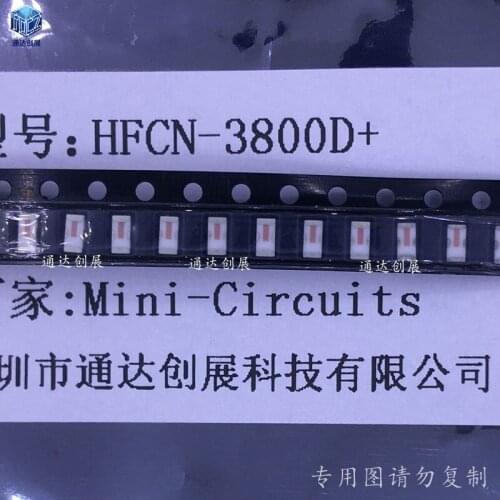 通达创展
型号:HFCN-3800D+
通达创展 通达创展 通达创展
厂家:Mini-Circuits
圳市通达创展科技有限公司
专用图请勿复制